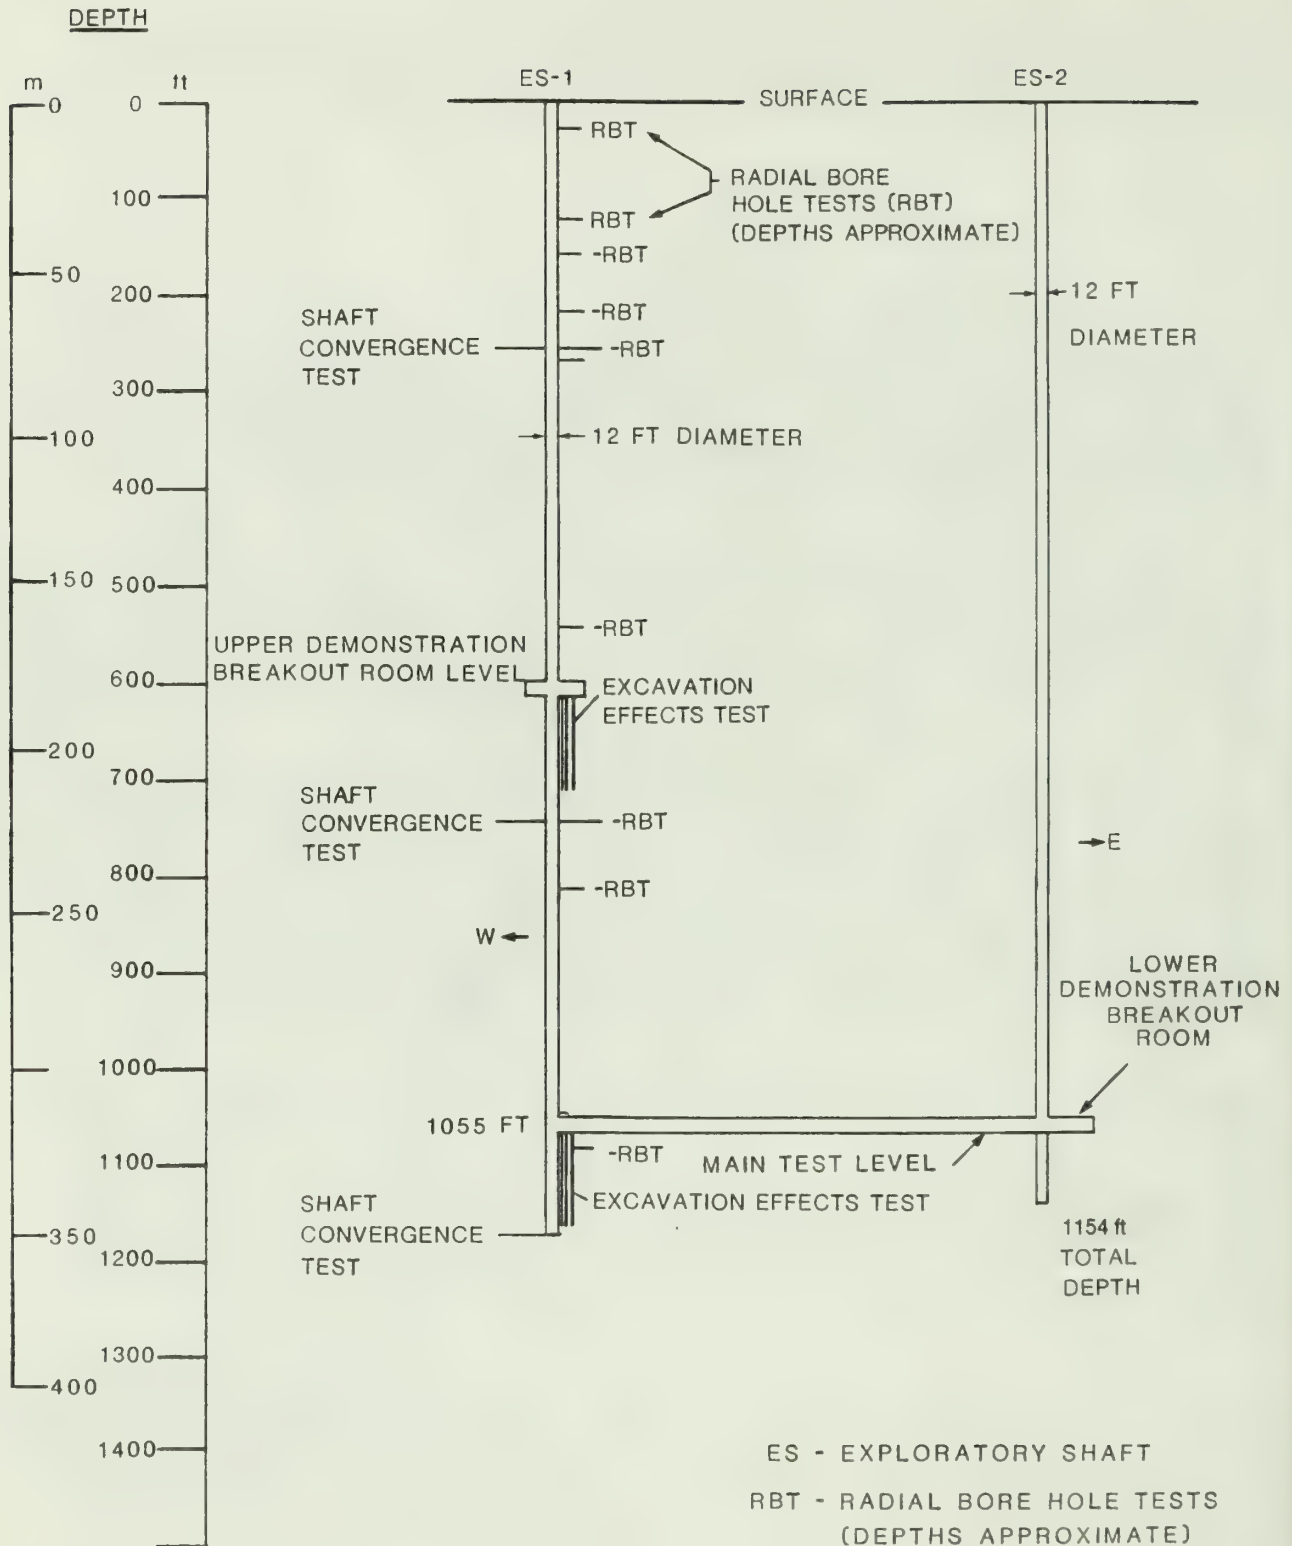 DEPTH
m
ft
0
50
100
150
200
250
350
400
0
100
200
300
400
500
600
700
800
900
1000
1100
1200
1300
1400
ES-1
ES-2
SURFACE
RBT
RADIAL BORE
HOLE TESTS (RBT)
(DEPTHS APPROXIMATE)
RBT
-RBT
-RBT
SHAFT
CONVERGENCE
TEST
-RBT
12 FT
DIAMETER
12 FT DIAMETER
-RBT
UPPER DEMONSTRATION
BREAKOUT ROOM LEVEL
EXCAVATION
EFFECTS TEST
SHAFT
CONVERGENCE
TEST
-RBT
E
-RBT
W
LOWER
DEMONSTRATION
BREAKOUT
ROOM
1055 FT
-RBT
MAIN TEST LEVEL
EXCAVATION EFFECTS TEST
SHAFT
CONVERGENCE
TEST
1154 ft
TOTAL
DEPTH
ES - EXPLORATORY SHAFT
RBT - RADIAL BORE HOLE TESTS
(DEPTHS APPROXIMATE)